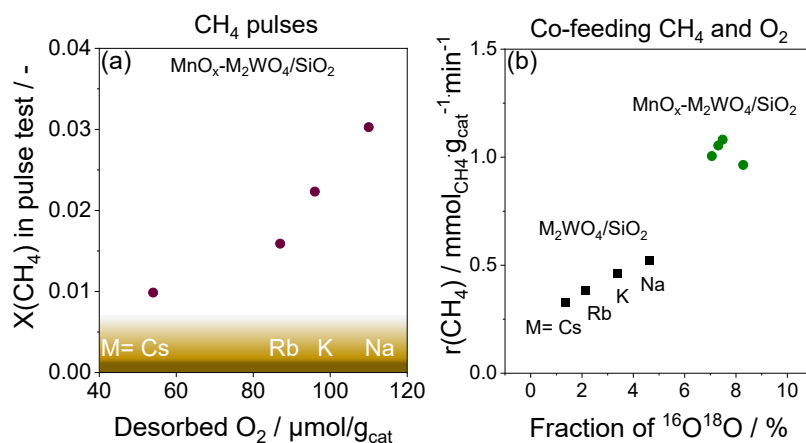 CH₄ pulses
(a)
MnOₓ-M₂WO₄/SiO₂
0.04
0.03
0.02
0.01
0.00
X(CH₄) in pulse test / -
M= Cs Rb K Na
40 60 80 100 120
Desorbed O₂ / µmol/g_cat
Co-feeding CH₄ and O₂
(b)
MnOₓ-M₂WO₄/SiO₂
M₂WO₄/SiO₂
1.5
1.0
0.5
0.0
r(CH₄) / mmol_CH4·g_cat⁻¹·min⁻¹
M= Cs
Rb
K
Na
0 2 4 6 8 10
Fraction of ¹⁶O¹⁸O / %